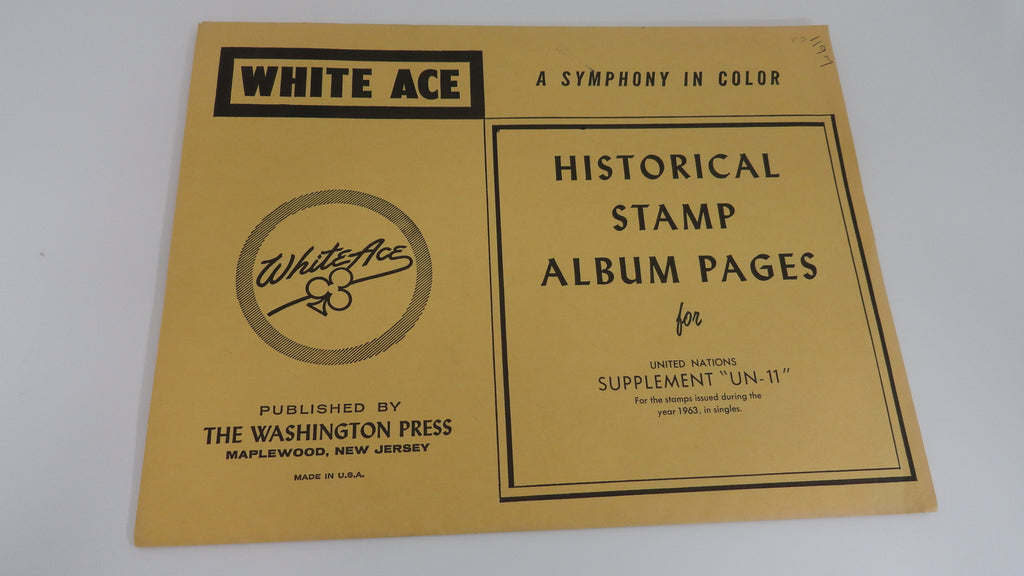 WHITE ACE
A SYMPHONY IN COLOR
1197
HISTORICAL
STAMP
ALBUM PAGES
for
UNITED NATIONS
SUPPLEMENT "UN-11"
For the stamps issued during the
year 1963, in singles.
White Ace
PUBLISHED BY
THE WASHINGTON PRESS
MAPLEWOOD, NEW JERSEY
MADE IN U.S.A.